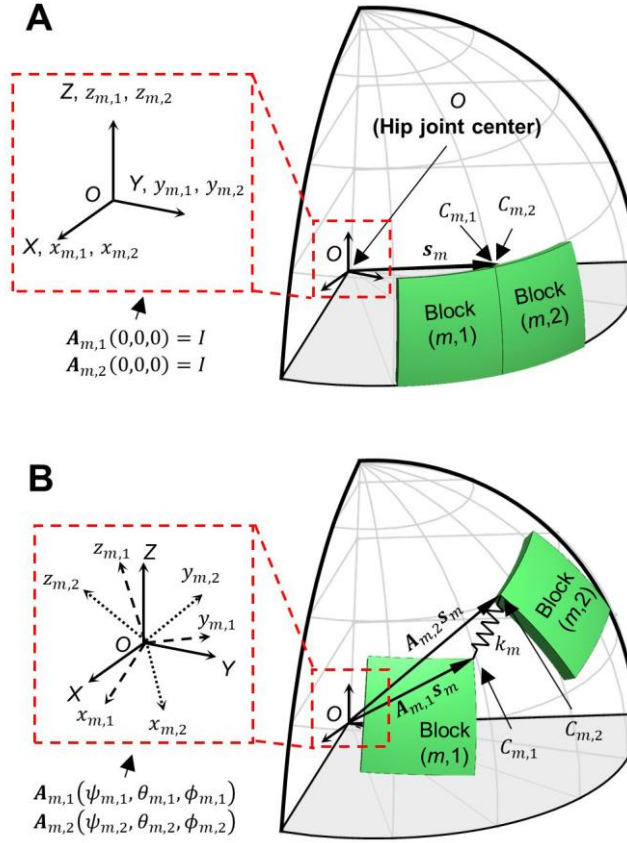 A
Z, z_{m,1}, z_{m,2}
O
Y, y_{m,1}, y_{m,2}
X, x_{m,1}, x_{m,2}
𝑨_{m,1}(0,0,0) = I
𝑨_{m,2}(0,0,0) = I
O
(Hip joint center)
C_{m,1}
C_{m,2}
O
𝒔_m
Block
(m,1)
Block
(m,2)
B
z_{m,1}
Z
z_{m,2}
y_{m,2}
O
y_{m,1}
X
Y
x_{m,1}
x_{m,2}
𝑨_{m,1}(ψ_{m,1}, θ_{m,1}, ϕ_{m,1})
𝑨_{m,2}(ψ_{m,2}, θ_{m,2}, ϕ_{m,2})
Block
(m,2)
𝑨_{m,2}𝒔_m
k_m
𝑨_{m,1}𝒔_m
O
Block
(m,1)
C_{m,1}
C_{m,2}